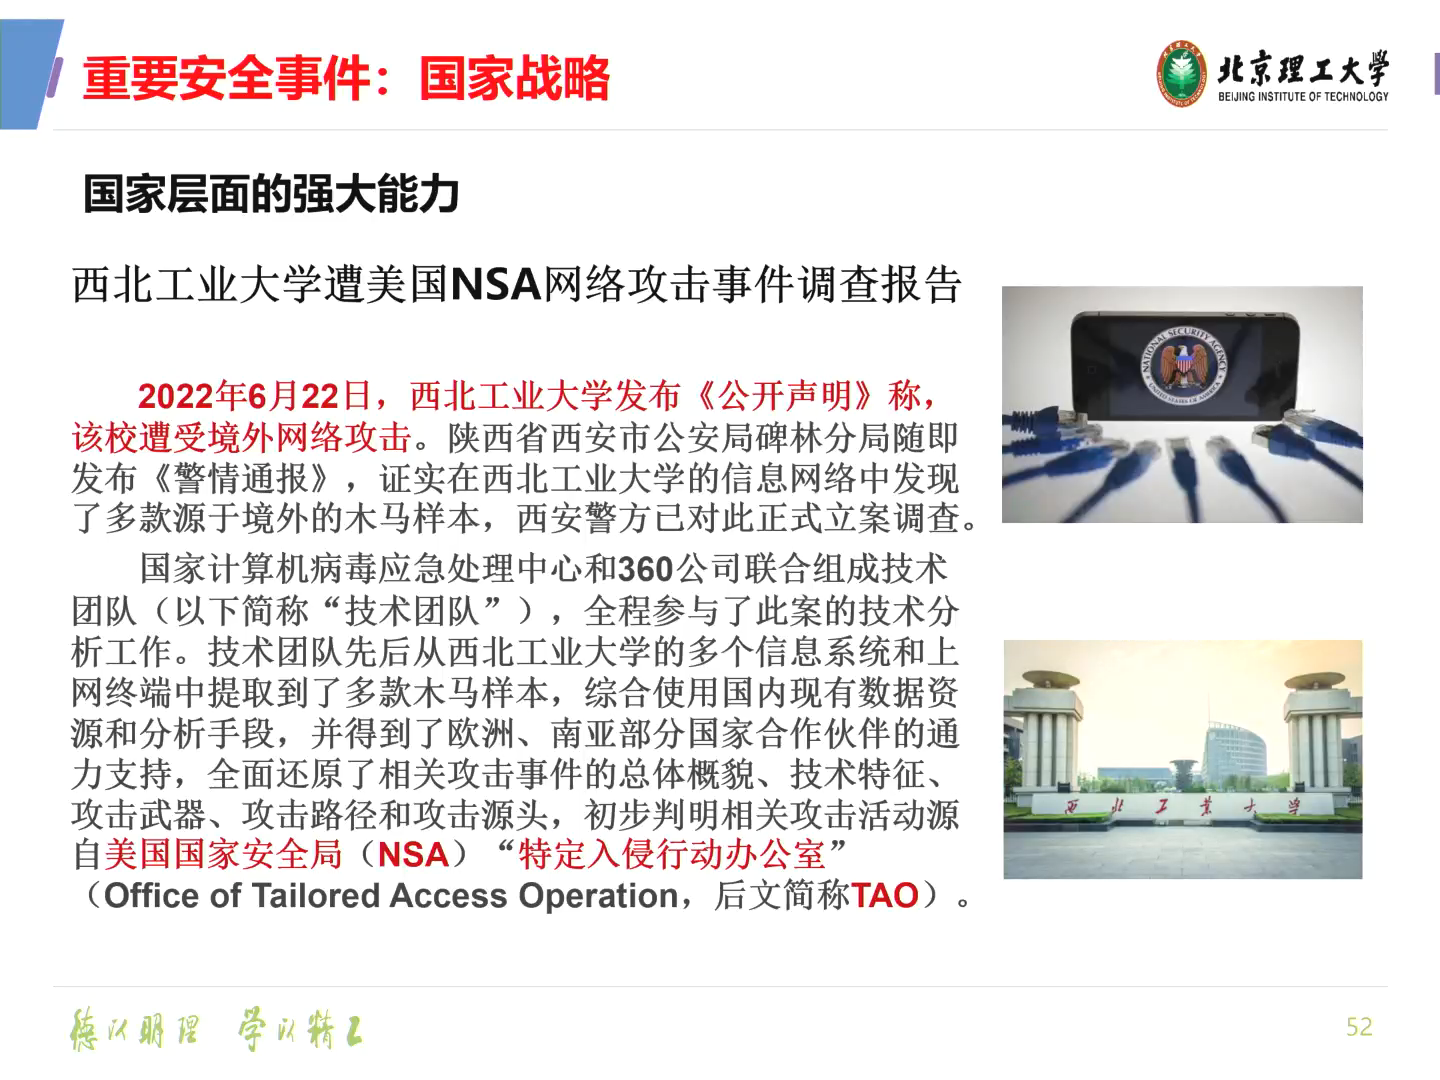 重要安全事件：国家战略
北京理工大学
BEIJING INSTITUTE OF TECHNOLOGY
国家层面的强大能力
西北工业大学遭美国NSA网络攻击事件调查报告
2022年6月22日，西北工业大学发布《公开声明》称，
该校遭受境外网络攻击。陕西省西安市公安局碑林分局随即
发布《警情通报》，证实在西北工业大学的信息网络中发现
了多款源于境外的木马样本，西安警方已对此正式立案调查。
国家计算机病毒应急处理中心和360公司联合组成技术
团队（以下简称“技术团队”），全程参与了此案的技术分
析工作。技术团队先后从西北工业大学的多个信息系统和上
网终端中提取到了多款木马样本，综合使用国内现有数据资
源和分析手段，并得到了欧洲、南亚部分国家合作伙伴的通
力支持，全面还原了相关攻击事件的总体概貌、技术特征、
攻击武器、攻击路径和攻击源头，初步判明相关攻击活动源
自美国国家安全局（NSA）“特定入侵行动办公室”
（Office of Tailored Access Operation，后文简称TAO）。
NATIONAL SECURITY AGENCY
UNITED STATES OF AMERICA
西北工业大学
德以明理 学以精工
52